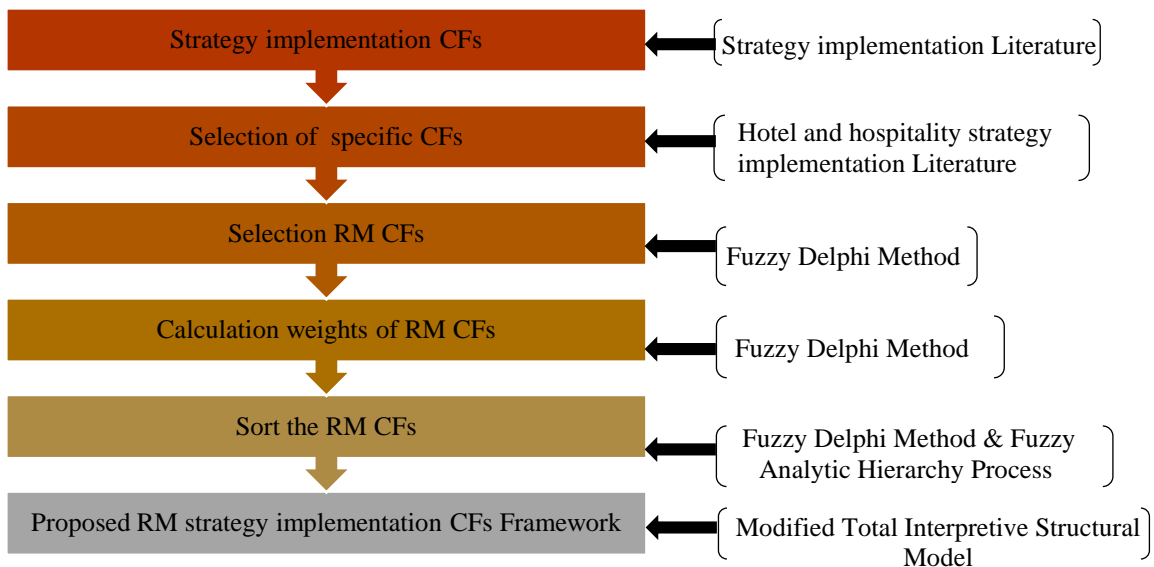 Strategy implementation CFs
Strategy implementation Literature
Selection of specific CFs
Hotel and hospitality strategy
implementation Literature
Selection RM CFs
Fuzzy Delphi Method
Calculation weights of RM CFs
Fuzzy Delphi Method
Sort the RM CFs
Fuzzy Delphi Method & Fuzzy
Analytic Hierarchy Process
Proposed RM strategy implementation CFs Framework
Modified Total Interpretive Structural
Model